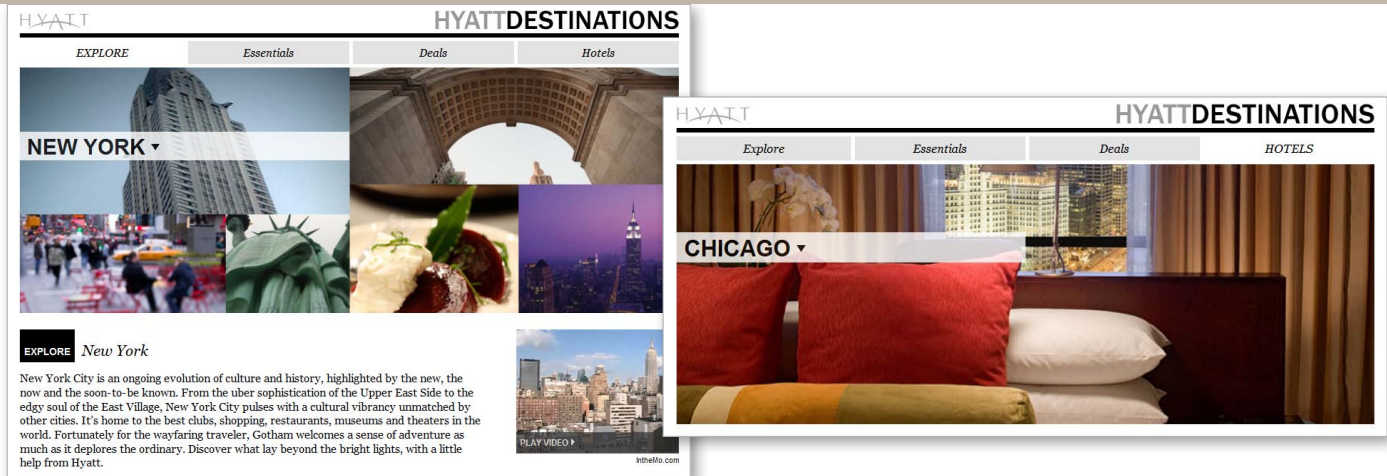 HYATT
HYATTDESTINATIONS
EXPLORE
Essentials
Deals
Hotels
NEW YORK
EXPLORE New York
New York City is an ongoing evolution of culture and history, highlighted by the new, the
now and the soon-to-be known. From the uber sophistication of the Upper East Side to the
edgy soul of the East Village, New York City pulses with a cultural vibrancy unmatched by
other cities. It's home to the best clubs, shopping, restaurants, museums and theaters in the
world. Fortunately for the wayfaring traveler, Gotham welcomes a sense of adventure as
much as it deplores the ordinary. Discover what lay beyond the bright lights, with a little
help from Hyatt.
PLAY VIDEO
IntheMo.com
HYATT
HYATTDESTINATIONS
Explore
Essentials
Deals
HOTELS
CHICAGO